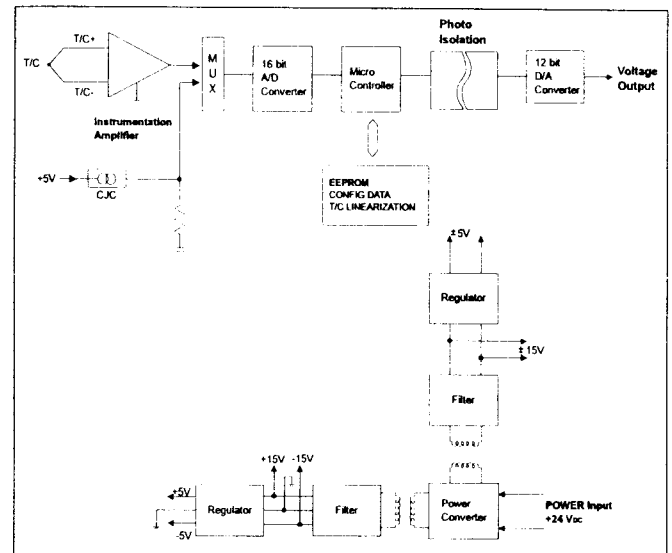 Photo
Isolation
T/C+
T/C
T/C-
M
U
X
16 bit
A/D
Converter
Micro
Controller
12 bit
D/A
Converter
Voltage
Output
Instrumentation
Amplifier
+5V
CJC
EEPROM
CONFIG DATA
T/C LINEARIZATION
±5V
Regulator
±15V
Filter
+15V
-15V
+5V
-5V
Regulator
Filter
Power
Converter
POWER Input
+24 VDC